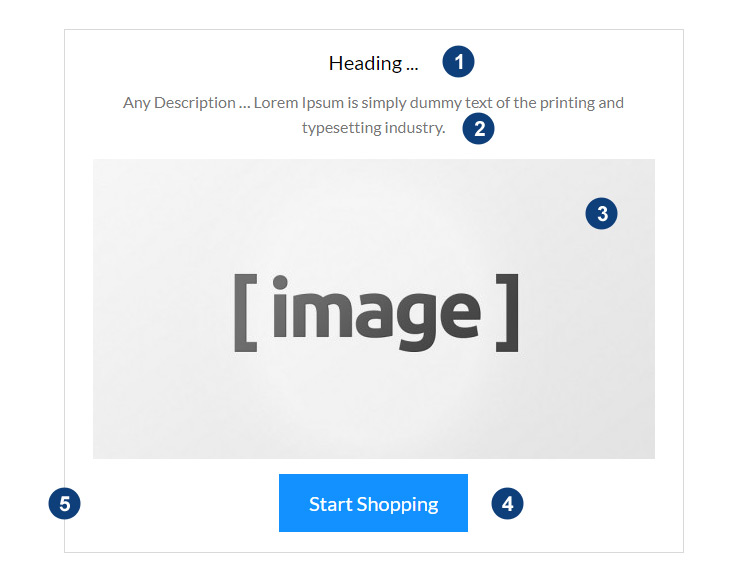 Heading ... 1
Any Description ... Lorem Ipsum is simply dummy text of the printing and
typesetting industry. 2
3
[image]
5 Start Shopping 4